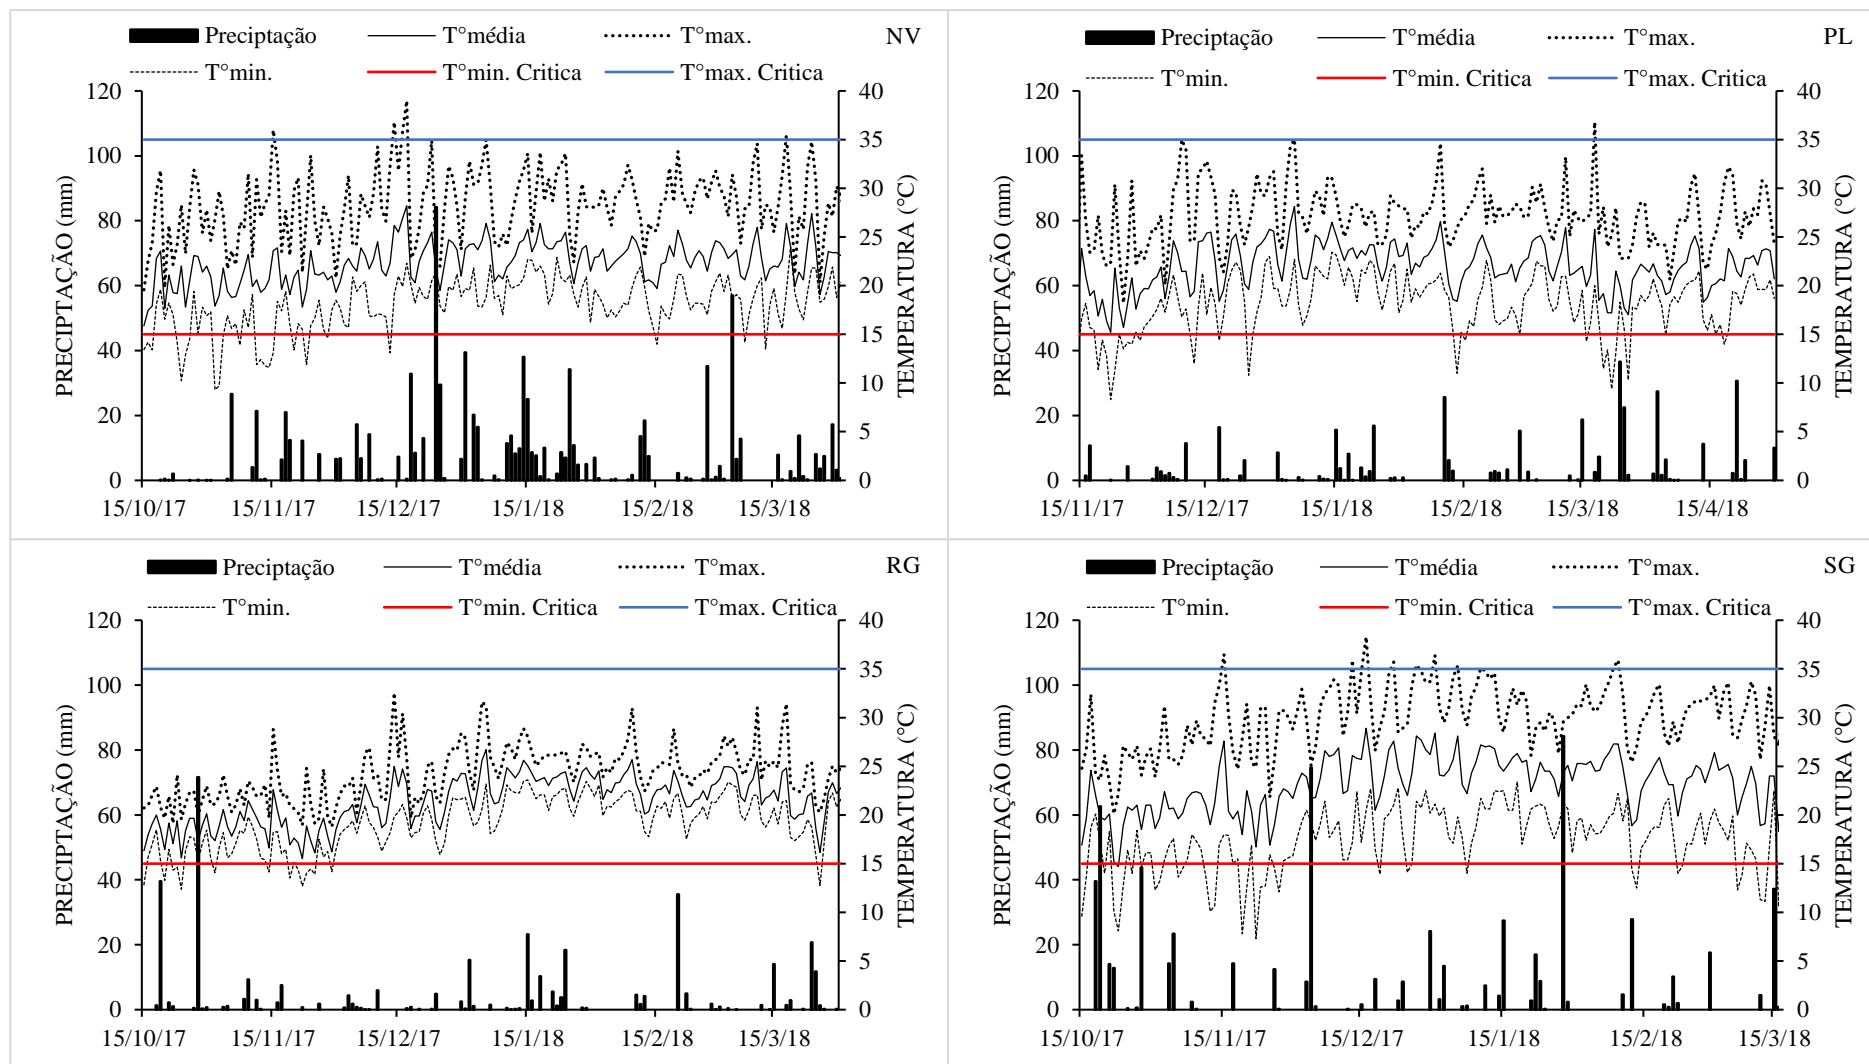 Preciptação T°média T°max. NV
T°min. T°min. Critica T°max. Critica
120 40
100 35
80 30
60 25
40 20
20 15
0 10
5
0
PRECIPTAÇÃO (mm)
TEMPERATURA (°C)
15/10/17 15/11/17 15/12/17 15/1/18 15/2/18 15/3/18
Preciptação T°média T°max. PL
T°min. T°min. Critica T°max. Critica
120 40
100 35
80 30
60 25
40 20
20 15
0 10
5
0
PRECIPTAÇÃO (mm)
TEMPERATURA (°C)
15/11/17 15/12/17 15/1/18 15/2/18 15/3/18 15/4/18
Preciptação T°média T°max. RG
T°min. T°min. Critica T°max. Critica
120 40
100 35
80 30
60 25
40 20
20 15
0 10
5
0
PRECIPTAÇÃO (mm)
TEMPERATURA (°C)
15/10/17 15/11/17 15/12/17 15/1/18 15/2/18 15/3/18
Preciptação T°média T°max. SG
T°min. T°min. Critica T°max. Critica
120 40
100 35
80 30
60 25
40 20
20 15
0 10
5
0
PRECIPTAÇÃO (mm)
TEMPERATURA (°C)
15/10/17 15/11/17 15/12/17 15/1/18 15/2/18 15/3/18